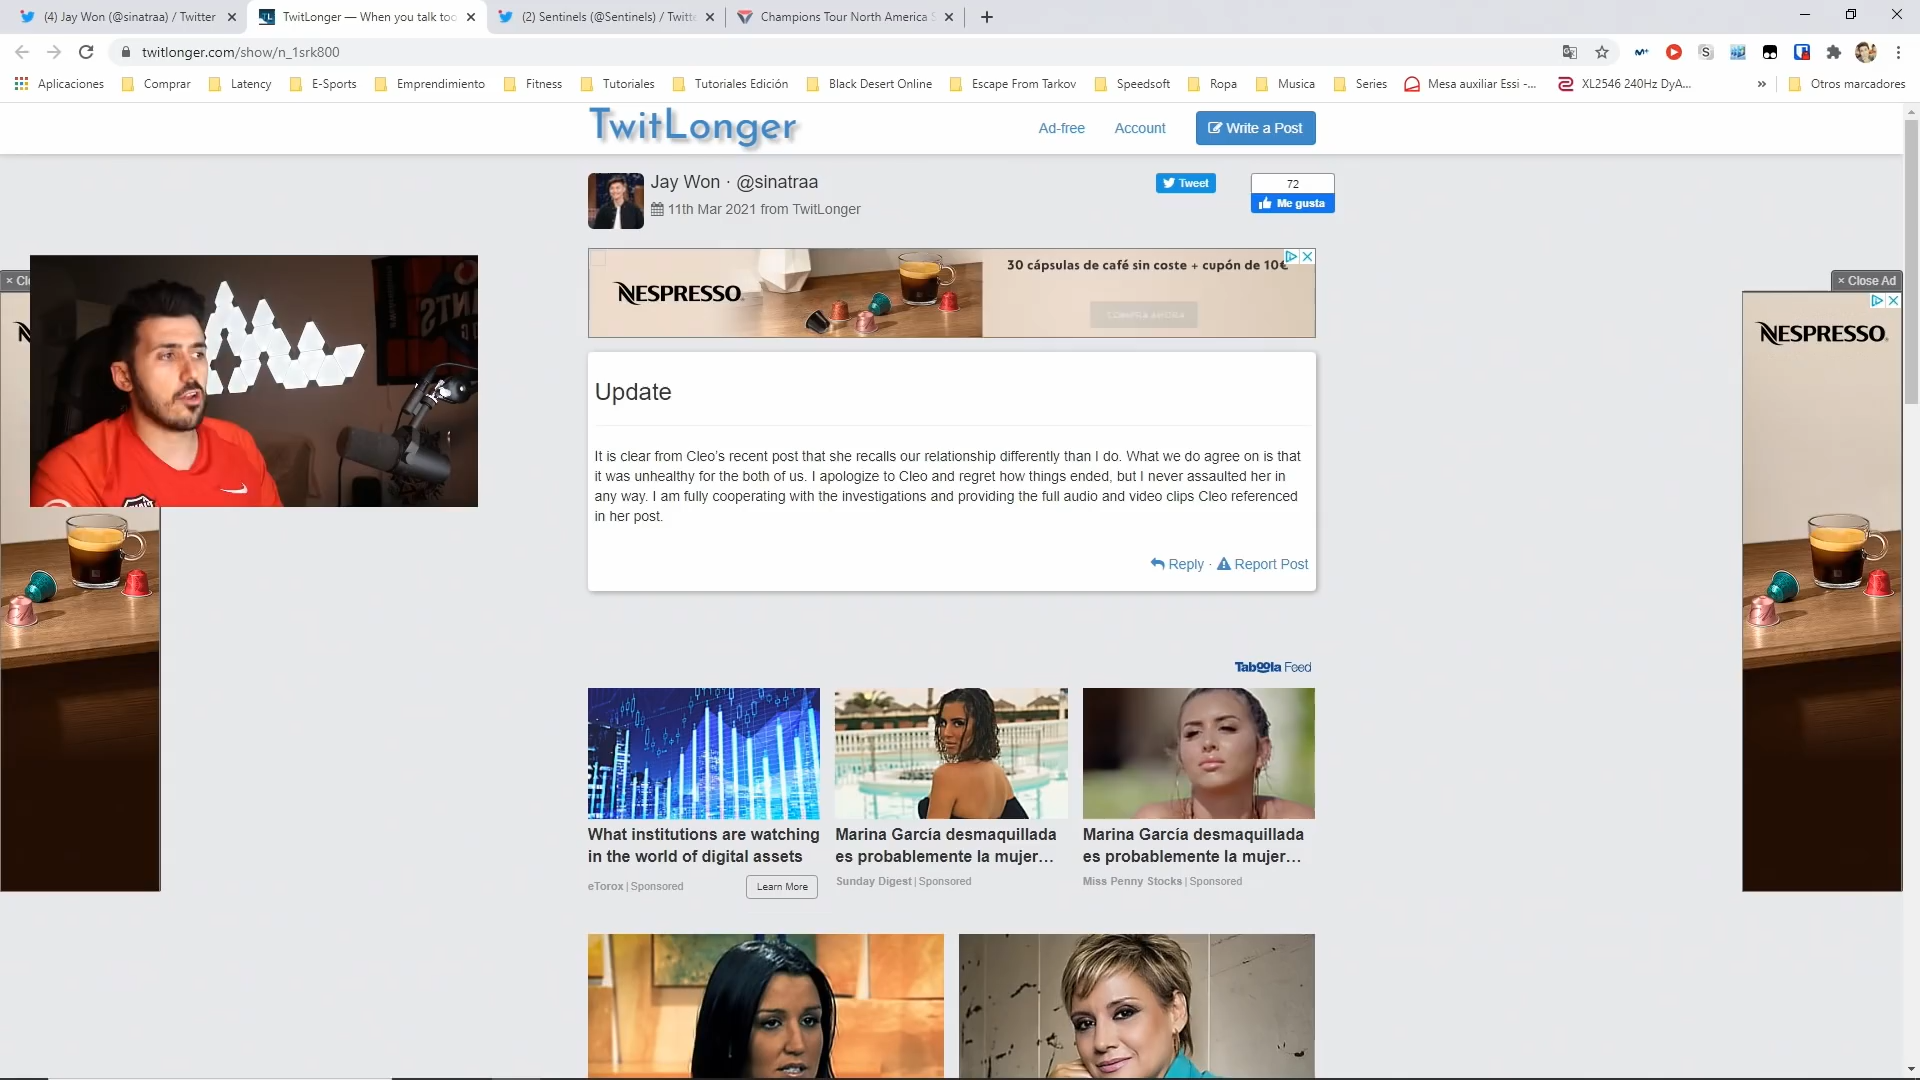 (4) Jay Won (@sinatraa) / Twitter
TwitLonger — When you talk too
(2) Sentinels (@Sentinels) / Twitt
Champions Tour North America S
twitlonger.com/show/n_1srk800
Aplicaciones
Comprar
Latency
E-Sports
Emprendimiento
Fitness
Tutoriales
Tutoriales Edición
Black Desert Online
Escape From Tarkov
Speedsoft
Ropa
Musica
Series
Mesa auxiliar Essi -...
XL2546 240Hz DyA...
»
Otros marcadores
TwitLonger
Ad-free
Account
Write a Post
Jay Won · @sinatraa
11th Mar 2021 from TwitLonger
Tweet
72
Me gusta
NESPRESSO.
30 cápsulas de café sin coste + cupón de 10€
COMPRA AHORA
× Clo
× Close Ad
NESPRESSO.
Update
It is clear from Cleo's recent post that she recalls our relationship differently than I do. What we do agree on is that
it was unhealthy for the both of us. I apologize to Cleo and regret how things ended, but I never assaulted her in
any way. I am fully cooperating with the investigations and providing the full audio and video clips Cleo referenced
in her post.
Reply · Report Post
Taboola Feed
What institutions are watching
in the world of digital assets
eTorox | Sponsored
Learn More
Marina García desmaquillada
es probablemente la mujer…
Sunday Digest | Sponsored
Marina García desmaquillada
es probablemente la mujer…
Miss Penny Stocks | Sponsored